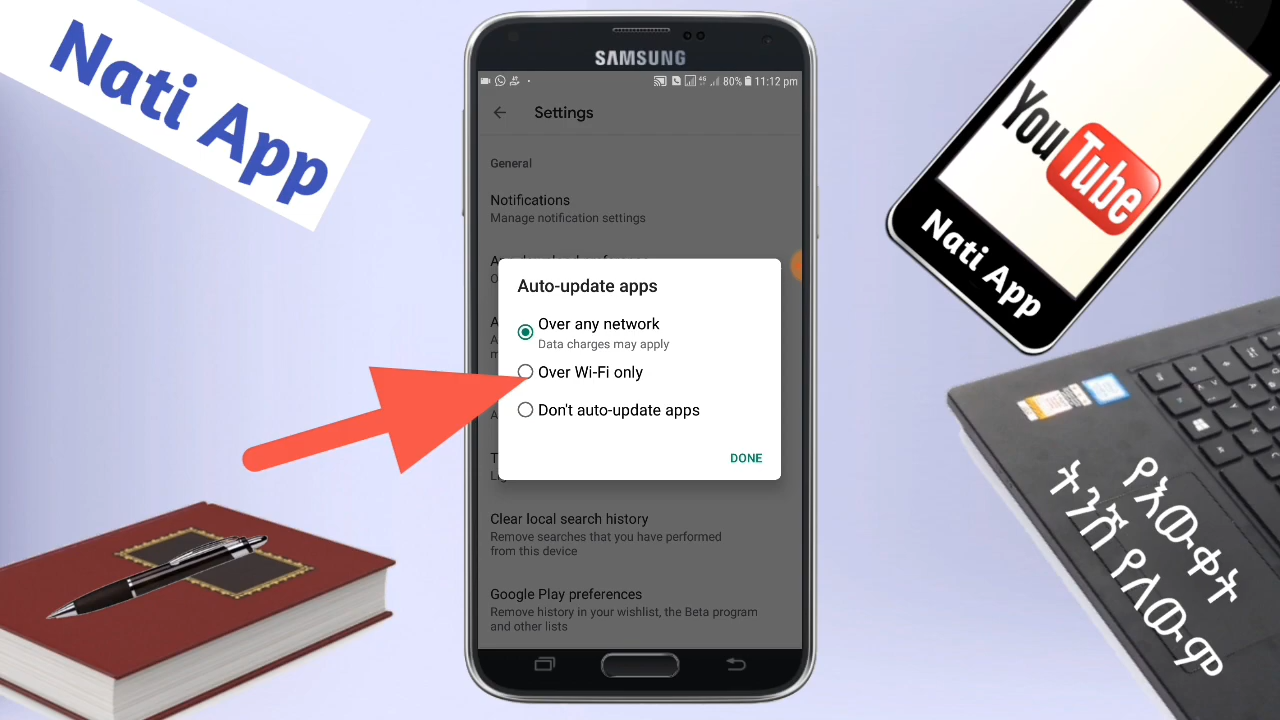 Nati App
SAMSUNG
80% 11:12 pm
Settings
General
Notifications
Manage notification settings
Auto-update apps
Over any network
Data charges may apply
Over Wi-Fi only
Don't auto-update apps
DONE
Clear local search history
Remove searches that you have performed
from this device
Google Play preferences
Remove history in your wishlist, the Beta program
and other lists
YouTube
Nati App
የእውቀት
ትንሽ የለውም